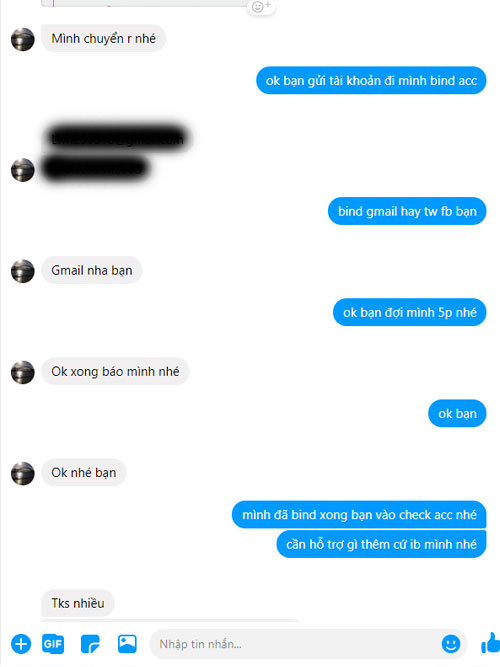 Mình chuyển r nhé
ok bạn gửi tài khoản đi mình bind acc
bind gmail hay tw fb bạn
Gmail nha bạn
ok bạn đợi mình 5p nhé
Ok xong báo mình nhé
ok bạn
Ok nhé bạn
mình đã bind xong bạn vào check acc nhé
cần hỗ trợ gì thêm cứ ib mình nhé
Tks nhiều
GIF
Nhập tin nhắn...